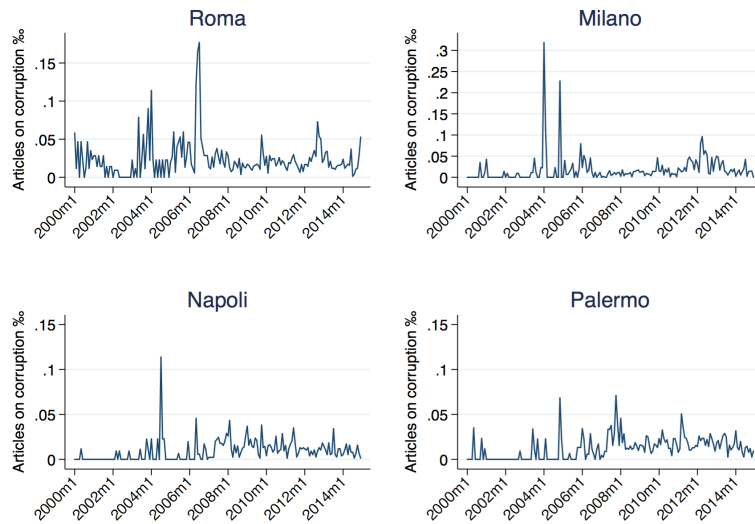 Roma
Articles on corruption ‰
.15
.1
.05
0
2000m1
2002m1
2004m1
2006m1
2008m1
2010m1
2012m1
2014m1
Milano
Articles on corruption ‰
.3
.25
.2
.15
.1
.05
0
2000m1
2002m1
2004m1
2006m1
2008m1
2010m1
2012m1
2014m1
Napoli
Articles on corruption ‰
.15
.1
.05
0
2000m1
2002m1
2004m1
2006m1
2008m1
2010m1
2012m1
2014m1
Palermo
Articles on corruption ‰
.15
.1
.05
0
2000m1
2002m1
2004m1
2006m1
2008m1
2010m1
2012m1
2014m1